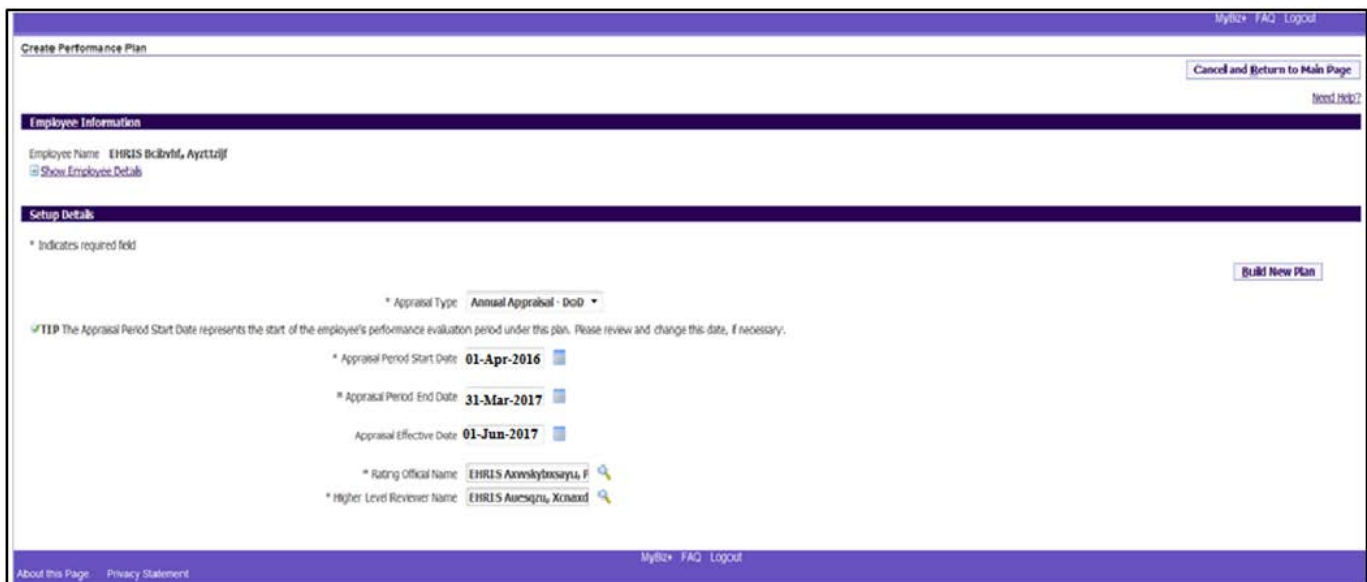 MyBiz+ FAQ Logout
Create Performance Plan
Cancel and Return to Main Page
Need Help?
Employee Information
Employee Name EHRIS Bcibvhf, Ayzttzijf
Show Employee Details
Setup Details
* Indicates required field
Build New Plan
* Appraisal Type Annual Appraisal - DoD
TIP The Appraisal Period Start Date represents the start of the employee's performance evaluation period under this plan. Please review and change this date, if necessary.
* Appraisal Period Start Date 01-Apr-2016
* Appraisal Period End Date 31-Mar-2017
Appraisal Effective Date 01-Jun-2017
* Rating Official Name EHRIS
* Higher Level Reviewer Name EHRIS Auesqzu,
MyBiz+ FAQ Logout
About this Page Privacy Statement